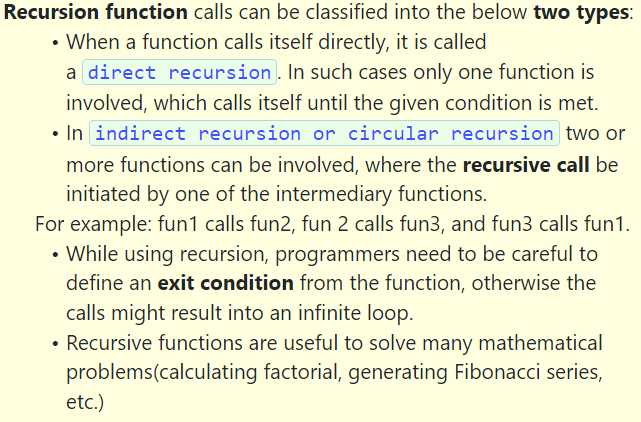 Recursion function calls can be classified into the below two types:
• When a function calls itself directly, it is called
a direct recursion. In such cases only one function is
involved, which calls itself until the given condition is met.
• In indirect recursion or circular recursion two or
more functions can be involved, where the recursive call be
initiated by one of the intermediary functions.
For example: fun1 calls fun2, fun 2 calls fun3, and fun3 calls fun1.
• While using recursion, programmers need to be careful to
define an exit condition from the function, otherwise the
calls might result into an infinite loop.
• Recursive functions are useful to solve many mathematical
problems(calculating factorial, generating Fibonacci series,
etc.)